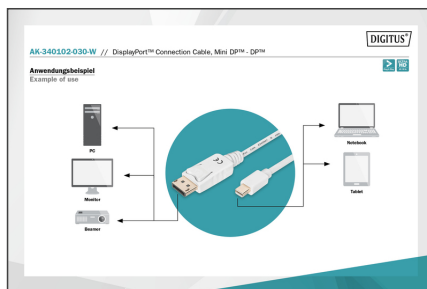 DIGITUS®
AK-340102-030-W // DisplayPort™ Connection Cable, Mini DP™ - DP™
Anwendungsbeispiel
Example of use
PC
Notebook
Monitor
Tablet
Beamer